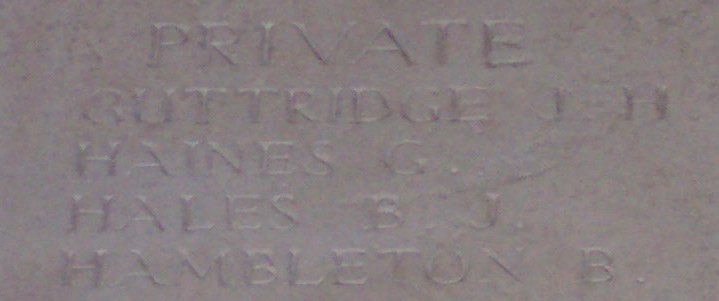 PRIVATE
GUTTRIDGE J. H.
HAINES G.
HALES B. J.
HAMBLETON B.